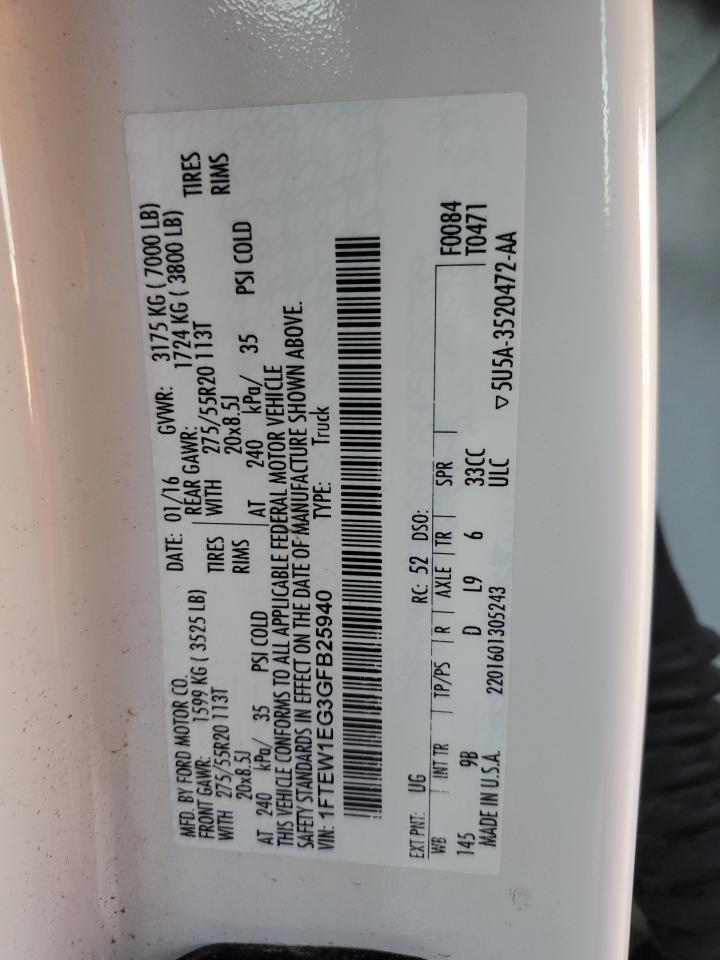 MFD. BY FORD MOTOR CO.
DATE: 01/16 GVWR: 3175 KG ( 7000 LB)
FRONT GAWR: 1599 KG ( 3525 LB) REAR GAWR: 1724 KG ( 3800 LB)
WITH 275/55R20 113T TIRES WITH 275/55R20 113T TIRES
20x8.5J RIMS 20x8.5J RIMS
AT 240 kPa/ 35 PSI COLD AT 240 kPa/ 35 PSI COLD
THIS VEHICLE CONFORMS TO ALL APPLICABLE FEDERAL MOTOR VEHICLE
SAFETY STANDARDS IN EFFECT ON THE DATE OF MANUFACTURE SHOWN ABOVE.
VIN: 1FTEW1EG3GFB25940 TYPE: Truck
EXT PNT: UG RC: 52 DSO:
WB INT TR TP/PS R AXLE TR SPR F0084
145 9B D L9 6 33CC T0471
MADE IN U.S.A. 2201601305243 ULC ▽5U5A-3520472-AA